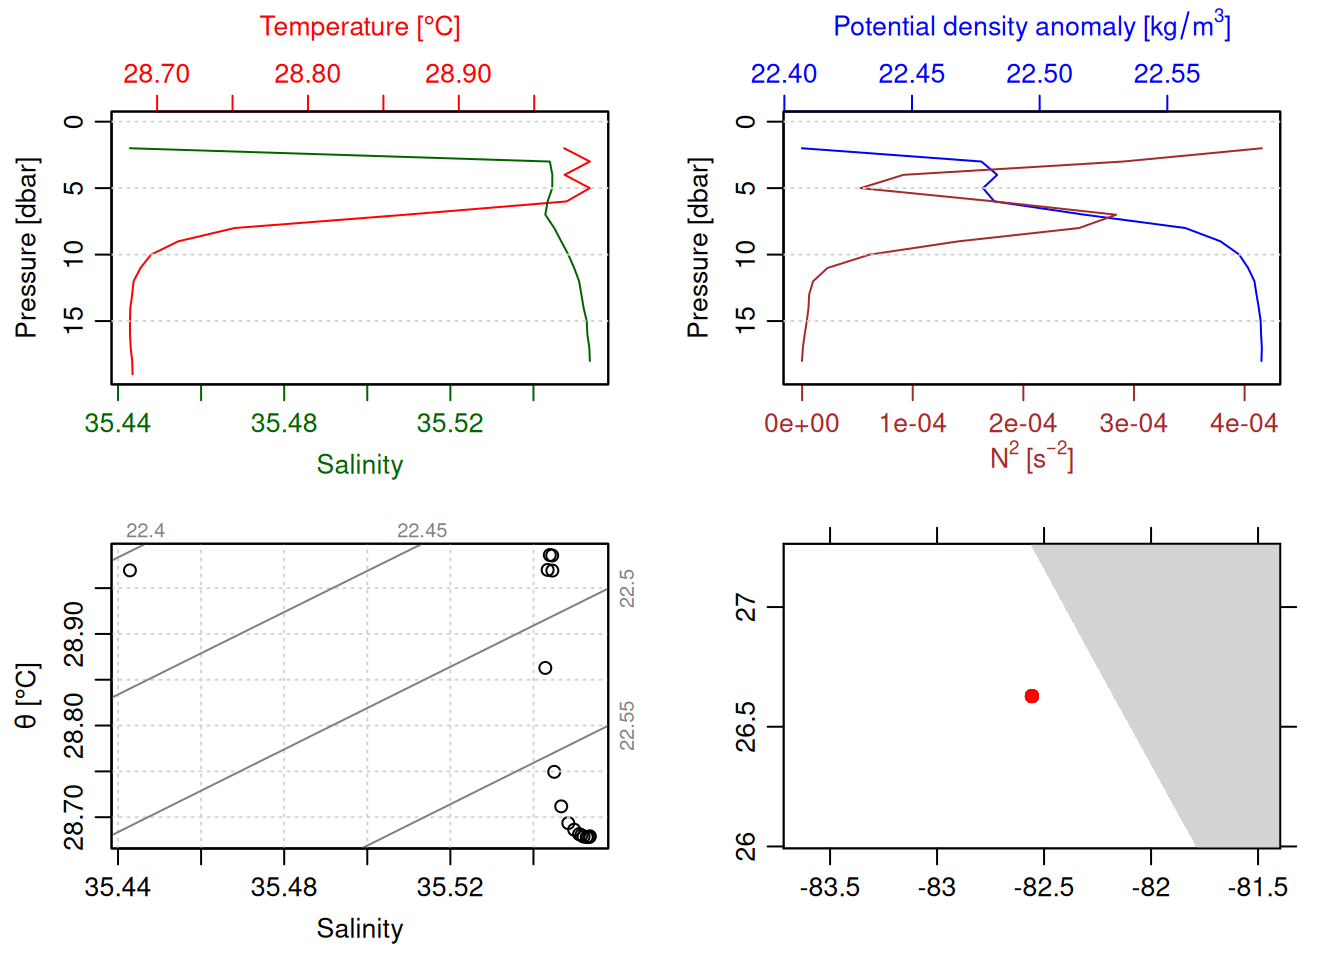 Temperature [°C]
28.70 28.80 28.90
Pressure [dbar]
0
5
10
15
35.44 35.48 35.52
Salinity
Potential density anomaly [kg/m³]
22.40 22.45 22.50 22.55
Pressure [dbar]
0
5
10
15
0e+00 1e-04 2e-04 3e-04 4e-04
N² [s⁻²]
22.4 22.45
22.5
22.55
θ [°C]
28.90
28.80
28.70
35.44 35.48 35.52
Salinity
27
26.5
26
-83.5 -83 -82.5 -82 -81.5